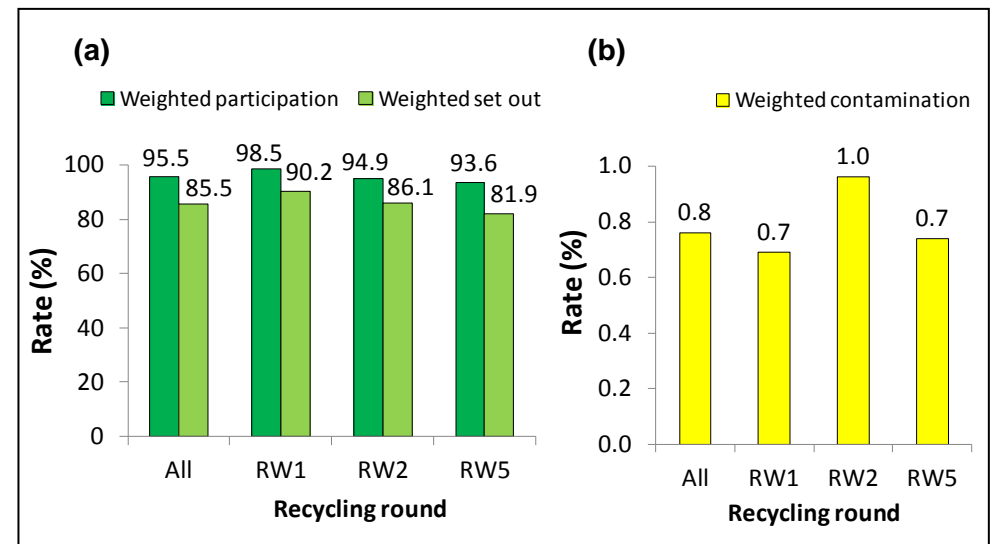 (a)
Weighted participation Weighted set out
95.5 85.5 98.5 90.2 94.9 86.1 93.6 81.9
100
80
60
40
20
0
Rate (%)
All RW1 RW2 RW5
Recycling round
(b)
Weighted contamination
0.8 0.7 1.0 0.7
1.0
0.8
0.6
0.4
0.2
0.0
Rate (%)
All RW1 RW2 RW5
Recycling round